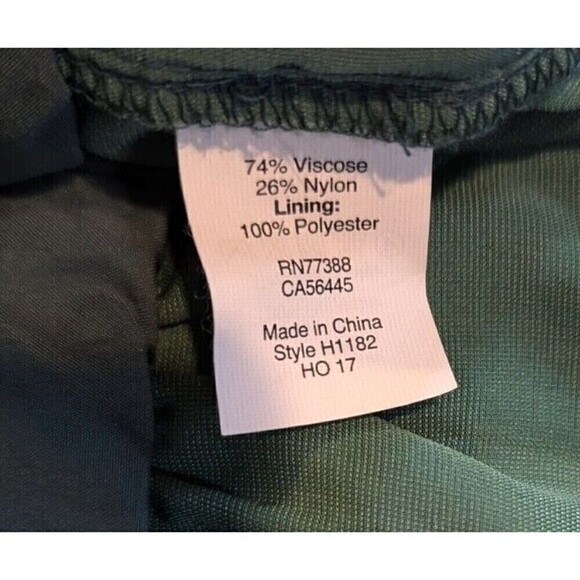 74% Viscose
26% Nylon
Lining:
100% Polyester
RN77388
CA56445
Made in China
Style H1182
HO 17